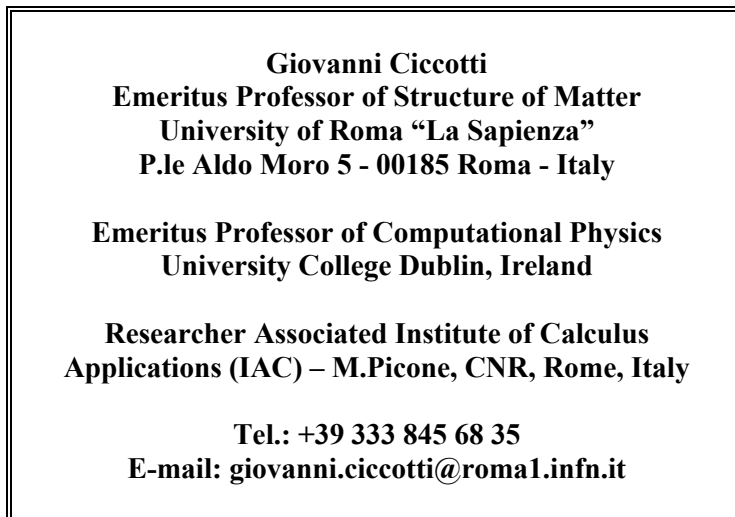 Giovanni Ciccotti
Emeritus Professor of Structure of Matter
University of Roma “La Sapienza”
P.le Aldo Moro 5 - 00185 Roma - Italy
Emeritus Professor of Computational Physics
University College Dublin, Ireland
Researcher Associated Institute of Calculus
Applications (IAC) – M.Picone, CNR, Rome, Italy
Tel.: +39 333 845 68 35
E-mail: giovanni.ciccotti@roma1.infn.it